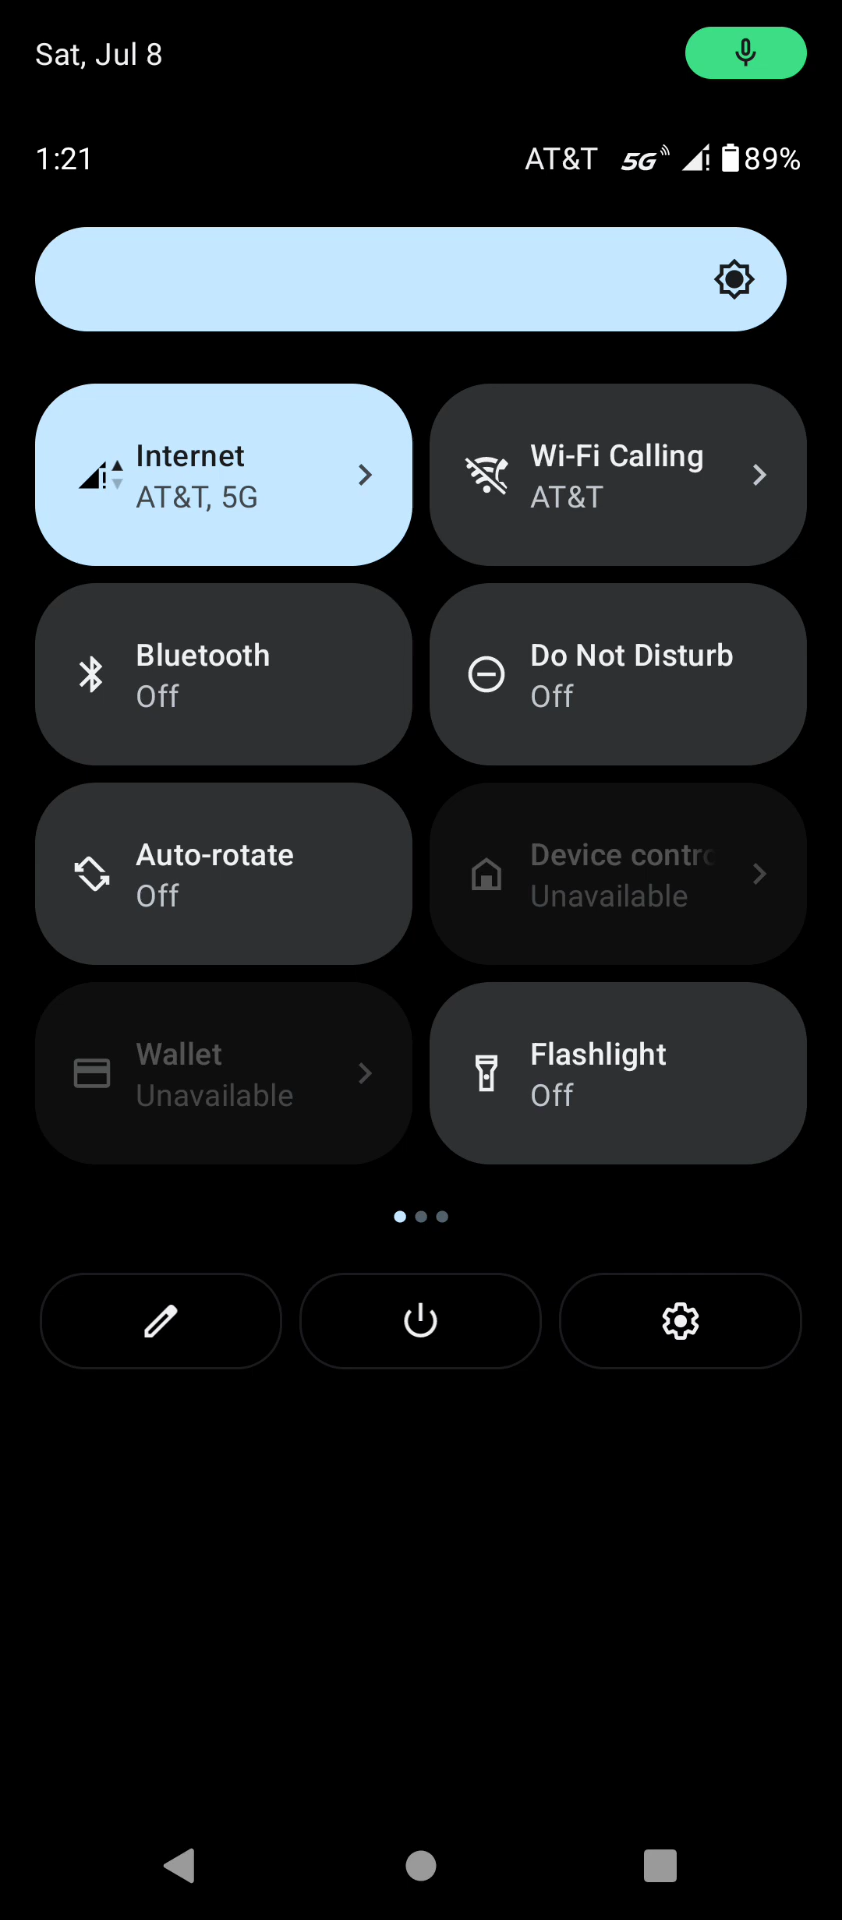 Sat, Jul 8
1:21
AT&T 5G 89%
Internet
AT&T, 5G
Wi-Fi Calling
AT&T
Bluetooth
Off
Do Not Disturb
Off
Auto-rotate
Off
Device contro
Unavailable
Wallet
Unavailable
Flashlight
Off